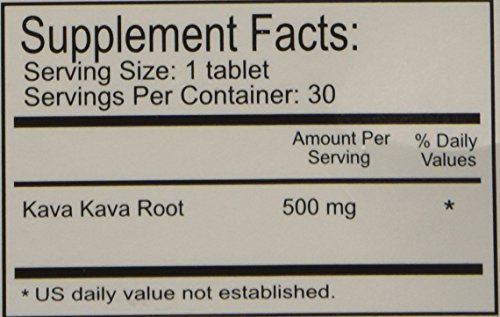 Supplement Facts:
Serving Size: 1 tablet
Servings Per Container: 30
Amount Per Serving
% Daily Values
Kava Kava Root 500 mg *
* US daily value not established.